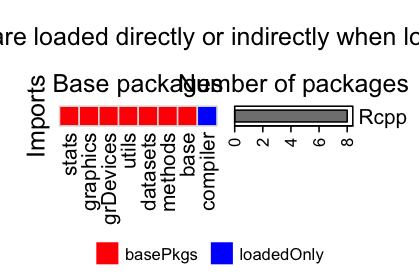 are loaded directly or indirectly when lo
Base packages Number of packages
Imports
Rcpp
stats
graphics
grDevices
utils
datasets
methods
base
compiler
0
2
4
6
8
basePkgs loadedOnly